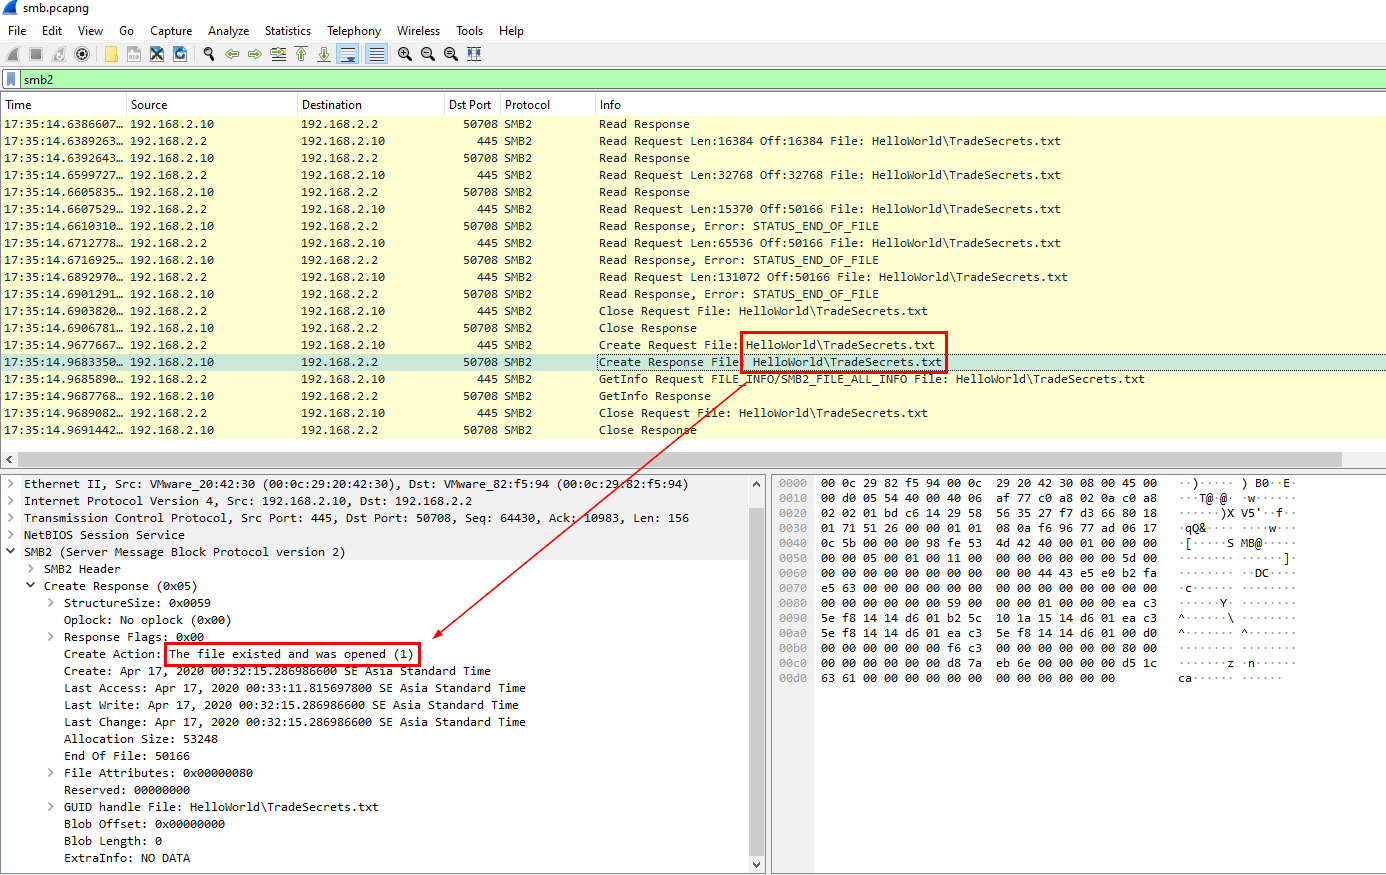 smb.pcapng
File Edit View Go Capture Analyze Statistics Telephony Wireless Tools Help
smb2
Time Source Destination Dst Port Protocol Info
17:35:14.6386607… 192.168.2.10 192.168.2.2 50708 SMB2 Read Response
17:35:14.6389263… 192.168.2.2 192.168.2.10 445 SMB2 Read Request Len:16384 Off:16384 File: HelloWorld\TradeSecrets.txt
17:35:14.6392643… 192.168.2.10 192.168.2.2 50708 SMB2 Read Response
17:35:14.6599727… 192.168.2.2 192.168.2.10 445 SMB2 Read Request Len:32768 Off:32768 File: HelloWorld\TradeSecrets.txt
17:35:14.6605835… 192.168.2.10 192.168.2.2 50708 SMB2 Read Response
17:35:14.6607529… 192.168.2.2 192.168.2.10 445 SMB2 Read Request Len:15370 Off:50166 File: HelloWorld\TradeSecrets.txt
17:35:14.6610310… 192.168.2.10 192.168.2.2 50708 SMB2 Read Response, Error: STATUS_END_OF_FILE
17:35:14.6712778… 192.168.2.2 192.168.2.10 445 SMB2 Read Request Len:65536 Off:50166 File: HelloWorld\TradeSecrets.txt
17:35:14.6716925… 192.168.2.10 192.168.2.2 50708 SMB2 Read Response, Error: STATUS_END_OF_FILE
17:35:14.6892970… 192.168.2.2 192.168.2.10 445 SMB2 Read Request Len:131072 Off:50166 File: HelloWorld\TradeSecrets.txt
17:35:14.6901291… 192.168.2.10 192.168.2.2 50708 SMB2 Read Response, Error: STATUS_END_OF_FILE
17:35:14.6903820… 192.168.2.2 192.168.2.10 445 SMB2 Close Request File: HelloWorld\TradeSecrets.txt
17:35:14.6906781… 192.168.2.10 192.168.2.2 50708 SMB2 Close Response
17:35:14.9677667… 192.168.2.2 192.168.2.10 445 SMB2 Create Request File: HelloWorld\TradeSecrets.txt
17:35:14.9683350… 192.168.2.10 192.168.2.2 50708 SMB2 Create Response File: HelloWorld\TradeSecrets.txt
17:35:14.9685890… 192.168.2.2 192.168.2.10 445 SMB2 GetInfo Request FILE_INFO/SMB2_FILE_ALL_INFO File: HelloWorld\TradeSecrets.txt
17:35:14.9687768… 192.168.2.10 192.168.2.2 50708 SMB2 GetInfo Response
17:35:14.9689082… 192.168.2.2 192.168.2.10 445 SMB2 Close Request File: HelloWorld\TradeSecrets.txt
17:35:14.9691442… 192.168.2.10 192.168.2.2 50708 SMB2 Close Response
Ethernet II, Src: VMware_20:42:30 (00:0c:29:20:42:30), Dst: VMware_82:f5:94 (00:0c:29:82:f5:94)
Internet Protocol Version 4, Src: 192.168.2.10, Dst: 192.168.2.2
Transmission Control Protocol, Src Port: 445, Dst Port: 50708, Seq: 64430, Ack: 10983, Len: 156
NetBIOS Session Service
SMB2 (Server Message Block Protocol version 2)
SMB2 Header
Create Response (0x05)
StructureSize: 0x0059
Oplock: No oplock (0x00)
Response Flags: 0x00
Create Action: The file existed and was opened (1)
Create: Apr 17, 2020 00:32:15.286986600 SE Asia Standard Time
Last Access: Apr 17, 2020 00:33:11.815697800 SE Asia Standard Time
Last Write: Apr 17, 2020 00:32:15.286986600 SE Asia Standard Time
Last Change: Apr 17, 2020 00:32:15.286986600 SE Asia Standard Time
Allocation Size: 53248
End Of File: 50166
File Attributes: 0x00000080
Reserved: 00000000
GUID handle File: HelloWorld\TradeSecrets.txt
Blob Offset: 0x00000000
Blob Length: 0
ExtraInfo: NO DATA
0000 00 0c 29 82 f5 94 00 0c 29 20 42 30 08 00 45 00 ··)·····) B0··E·
0010 00 d0 05 54 40 00 40 06 af 77 c0 a8 02 0a c0 a8 ···T@·@··w······
0020 02 02 01 bd c6 14 29 58 56 35 27 f7 d3 66 80 18 ······)XV5'··f··
0030 01 71 51 26 00 00 01 01 08 0a f6 96 77 ad 06 17 ·qQ&········w···
0040 0c 5b 00 00 00 98 fe 53 4d 42 40 00 01 00 00 00 ·[·····SMB@·····
0050 00 00 05 00 01 00 11 00 00 00 00 00 00 00 5d 00 ··············]·
0060 00 00 00 00 00 00 00 00 00 00 44 43 e5 e0 b2 fa ··········DC····
0070 e5 63 00 00 00 00 00 00 00 00 00 00 00 00 00 00 ·c··············
0080 00 00 00 00 00 00 59 00 00 00 01 00 00 00 ea c3 ······Y·········
0090 5e f8 14 14 d6 01 b2 5c 10 1a 15 14 d6 01 ea c3 ^······\········
00a0 5e f8 14 14 d6 01 ea c3 5e f8 14 14 d6 01 00 d0 ^·······^·······
00b0 00 00 00 00 00 00 f6 c3 00 00 00 00 00 00 80 00 ················
00c0 00 00 00 00 00 00 d8 7a eb 6e 00 00 00 00 d5 1c ·······z·n······
00d0 63 61 00 00 00 00 00 00 00 00 00 00 00 00 ca············